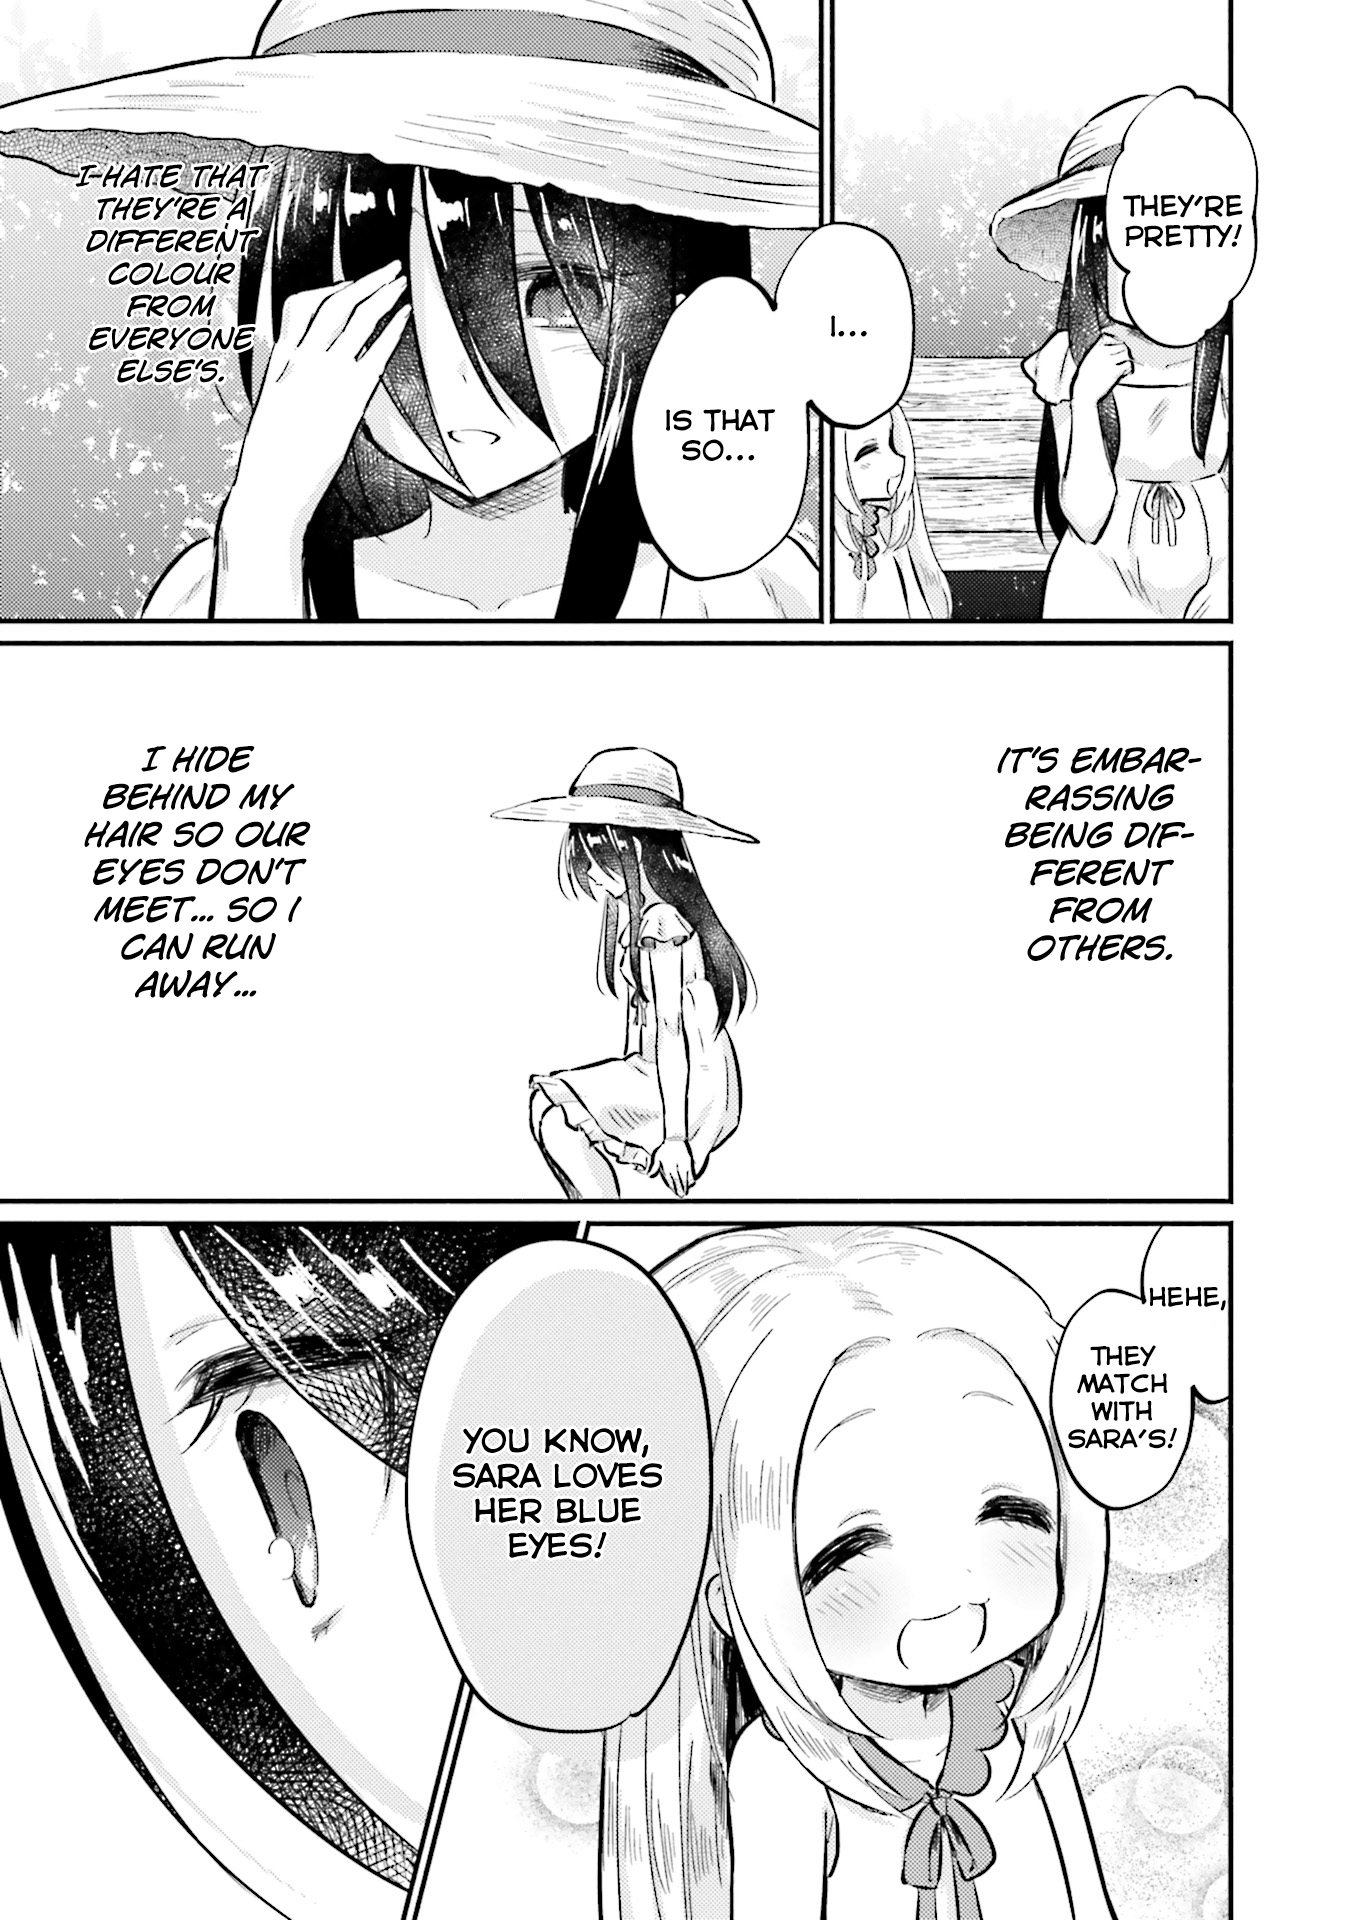 THEY'RE
PRETTY!
I...
IS THAT
SO...
I HATE THAT
THEY'RE A
DIFFERENT
COLOUR
FROM
EVERYONE
ELSE'S.
IT'S EMBAR-
RASSING
BEING DIF-
FERENT
FROM
OTHERS.
I HIDE
BEHIND MY
HAIR SO OUR
EYES DON'T
MEET... SO I
CAN RUN
AWAY...
HEHE,
THEY
MATCH
WITH
SARA'S!
YOU KNOW,
SARA LOVES
HER BLUE
EYES!